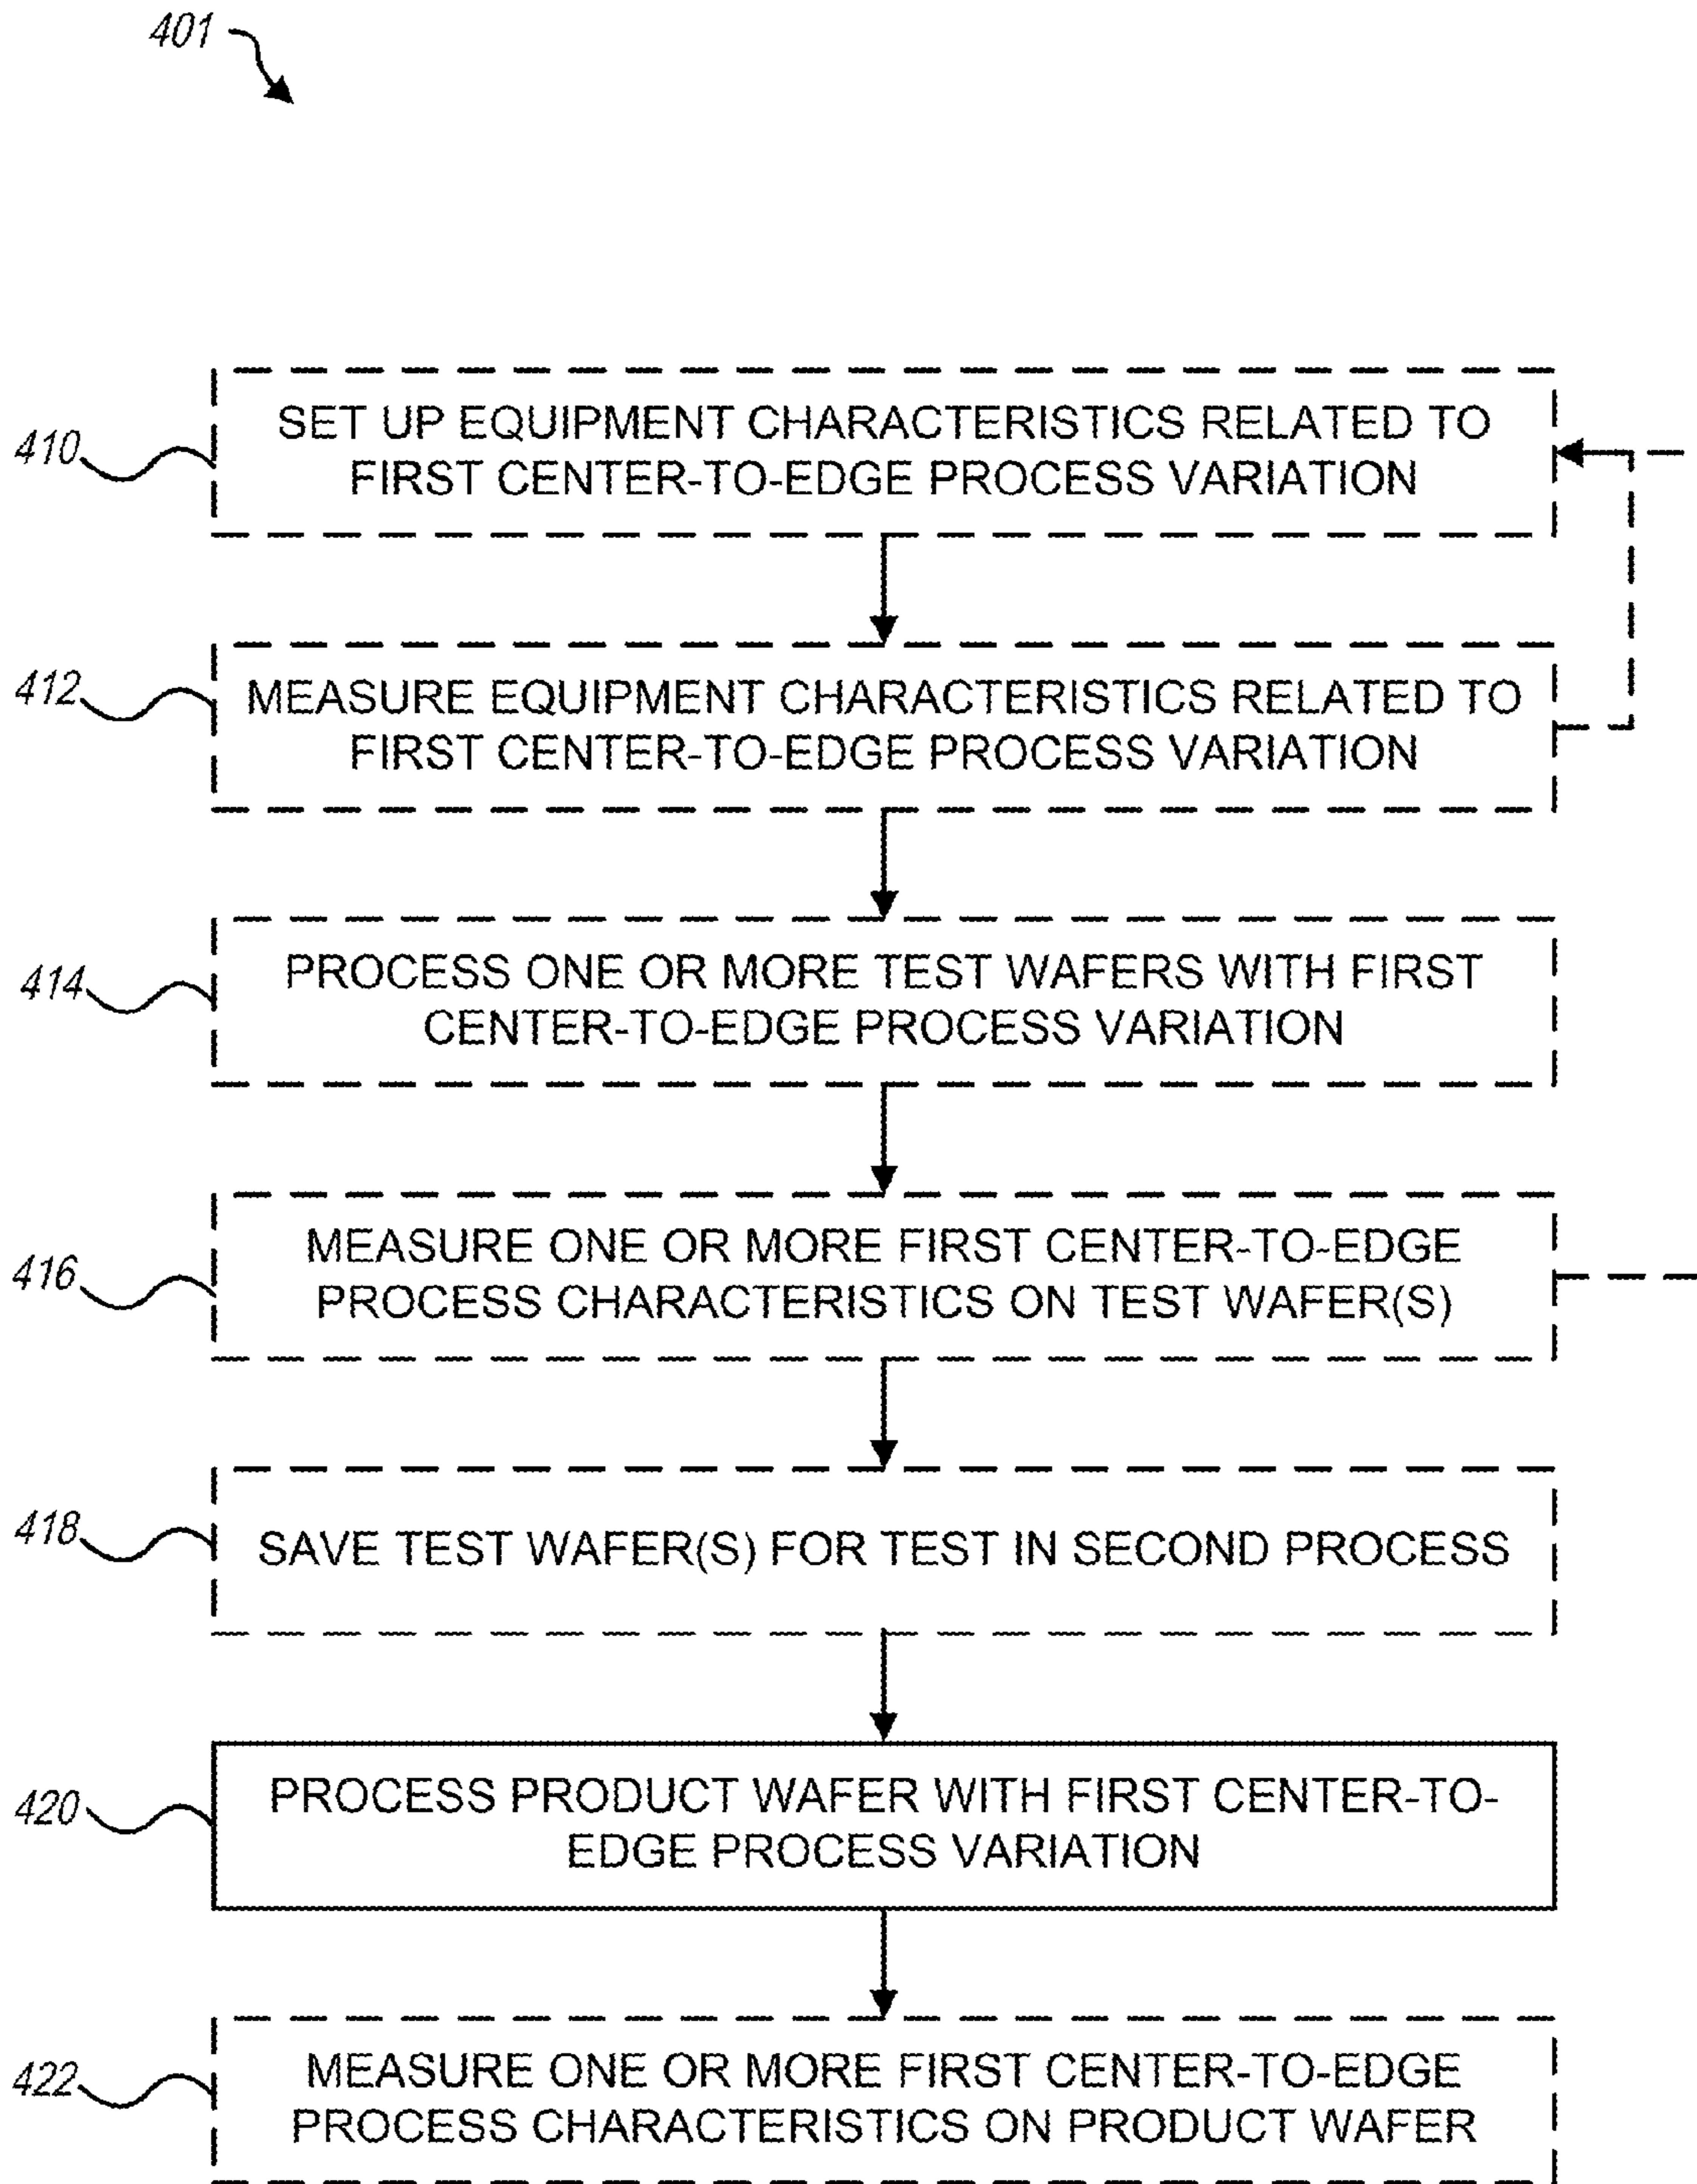 401
410
SET UP EQUIPMENT CHARACTERISTICS RELATED TO
FIRST CENTER-TO-EDGE PROCESS VARIATION
412
MEASURE EQUIPMENT CHARACTERISTICS RELATED TO
FIRST CENTER-TO-EDGE PROCESS VARIATION
414
PROCESS ONE OR MORE TEST WAFERS WITH FIRST
CENTER-TO-EDGE PROCESS VARIATION
416
MEASURE ONE OR MORE FIRST CENTER-TO-EDGE
PROCESS CHARACTERISTICS ON TEST WAFER(S)
418
SAVE TEST WAFER(S) FOR TEST IN SECOND PROCESS
420
PROCESS PRODUCT WAFER WITH FIRST CENTER-TO-
EDGE PROCESS VARIATION
422
MEASURE ONE OR MORE FIRST CENTER-TO-EDGE
PROCESS CHARACTERISTICS ON PRODUCT WAFER